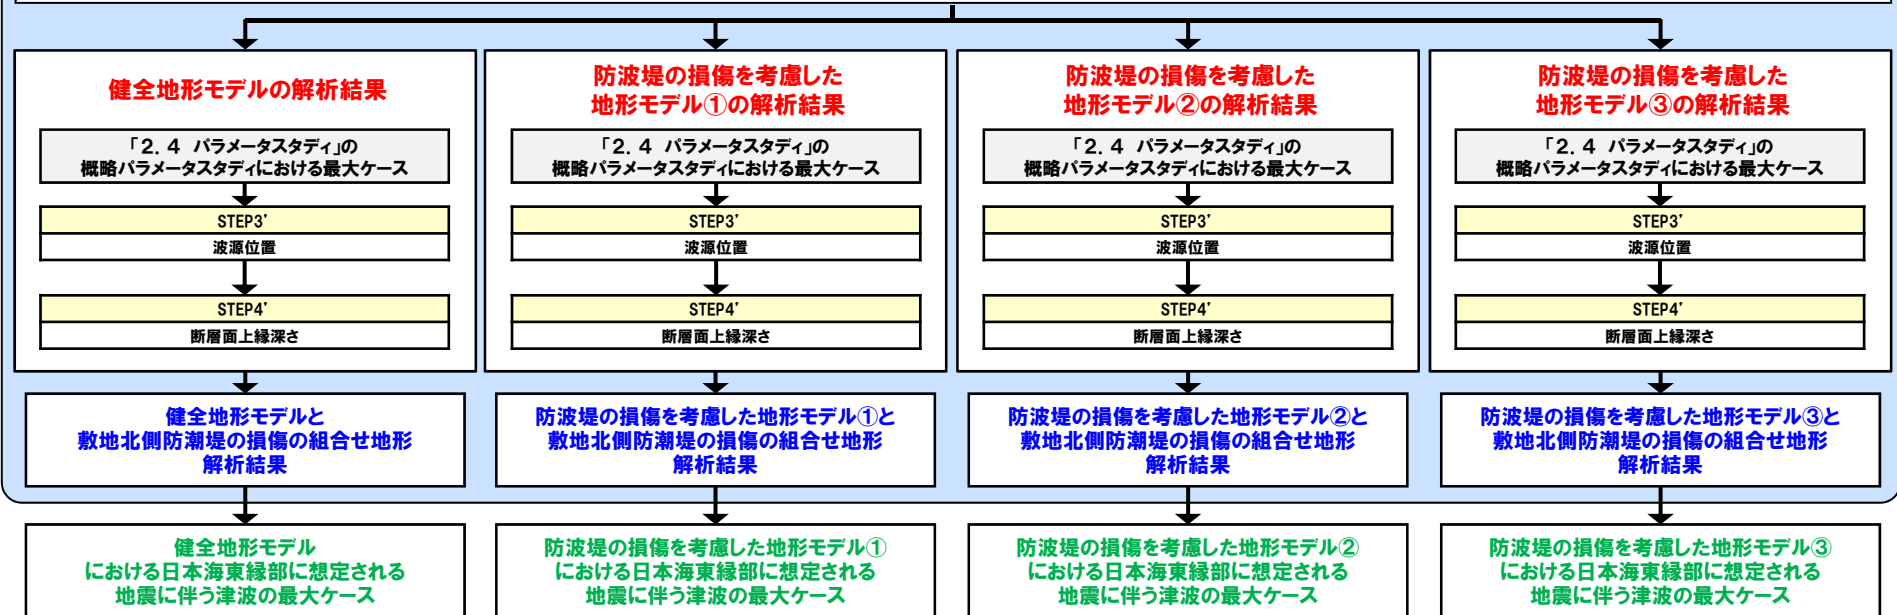 健全地形モデルの解析結果
「2.4 パラメータスタディ」の
概略パラメータスタディにおける最大ケース
STEP3'
波源位置
STEP4'
断層面上縁深さ
健全地形モデルと
敷地北側防潮堤の損傷の組合せ地形
解析結果
健全地形モデル
における日本海東縁部に想定される
地震に伴う津波の最大ケース
防波堤の損傷を考慮した
地形モデル①の解析結果
「2.4 パラメータスタディ」の
概略パラメータスタディにおける最大ケース
STEP3'
波源位置
STEP4'
断層面上縁深さ
防波堤の損傷を考慮した地形モデル①と
敷地北側防潮堤の損傷の組合せ地形
解析結果
防波堤の損傷を考慮した地形モデル①
における日本海東縁部に想定される
地震に伴う津波の最大ケース
防波堤の損傷を考慮した
地形モデル②の解析結果
「2.4 パラメータスタディ」の
概略パラメータスタディにおける最大ケース
STEP3'
波源位置
STEP4'
断層面上縁深さ
防波堤の損傷を考慮した地形モデル②と
敷地北側防潮堤の損傷の組合せ地形
解析結果
防波堤の損傷を考慮した地形モデル②
における日本海東縁部に想定される
地震に伴う津波の最大ケース
防波堤の損傷を考慮した
地形モデル③の解析結果
「2.4 パラメータスタディ」の
概略パラメータスタディにおける最大ケース
STEP3'
波源位置
STEP4'
断層面上縁深さ
防波堤の損傷を考慮した地形モデル③と
敷地北側防潮堤の損傷の組合せ地形
解析結果
防波堤の損傷を考慮した地形モデル③
における日本海東縁部に想定される
地震に伴う津波の最大ケース